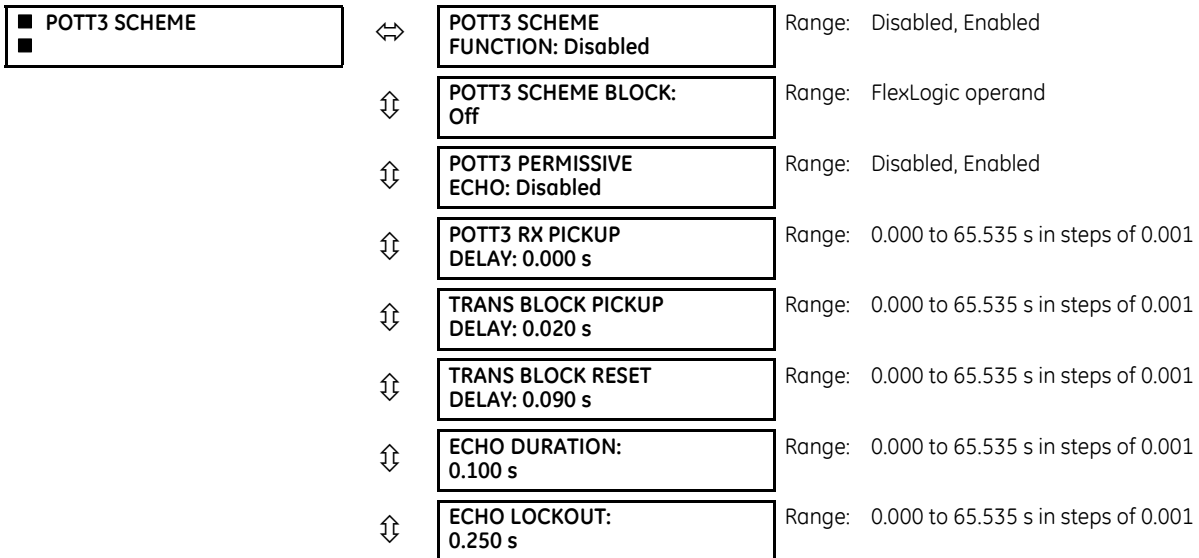 ■ POTT3 SCHEME
■
POTT3 SCHEME
FUNCTION: Disabled
Range: Disabled, Enabled
POTT3 SCHEME BLOCK:
Off
Range: FlexLogic operand
POTT3 PERMISSIVE
ECHO: Disabled
Range: Disabled, Enabled
POTT3 RX PICKUP
DELAY: 0.000 s
Range: 0.000 to 65.535 s in steps of 0.001
TRANS BLOCK PICKUP
DELAY: 0.020 s
Range: 0.000 to 65.535 s in steps of 0.001
TRANS BLOCK RESET
DELAY: 0.090 s
Range: 0.000 to 65.535 s in steps of 0.001
ECHO DURATION:
0.100 s
Range: 0.000 to 65.535 s in steps of 0.001
ECHO LOCKOUT:
0.250 s
Range: 0.000 to 65.535 s in steps of 0.001